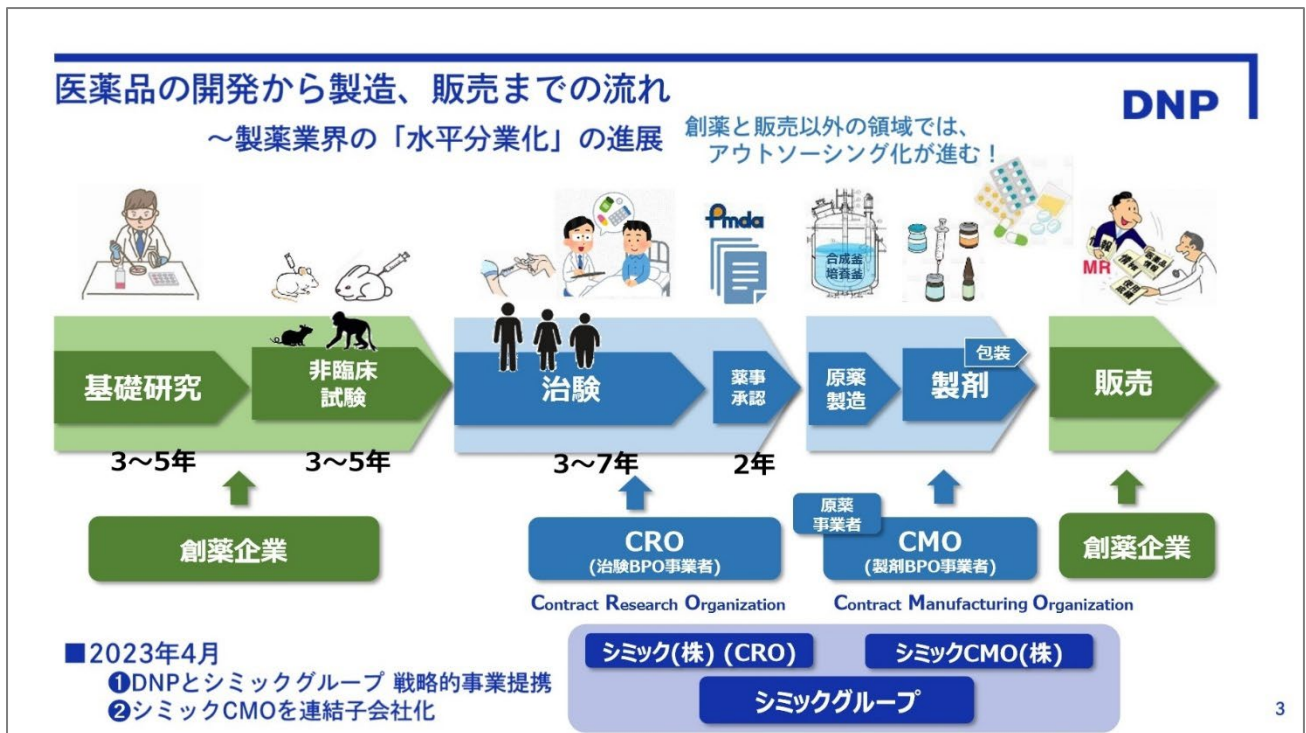 医薬品の開発から製造、販売までの流れ
～製薬業界の「水平分業化」の進展
創薬と販売以外の領域では、
アウトソーシング化が進む！
DNP
Pmda
合成釜
培養釜
情報
MR
基礎研究
非臨床
試験
治験
薬事
承認
原薬
製造
製剤
包装
販売
3～5年
3～5年
3～7年
2年
創薬企業
CRO
(治験BPO事業者)
原薬
事業者
CMO
(製剤BPO事業者)
創薬企業
Contract Research Organization
Contract Manufacturing Organization
シミック(株) (CRO)
シミックCMO(株)
シミックグループ
■2023年4月
❶DNPとシミックグループ 戦略的事業提携
❷シミックCMOを連結子会社化
3